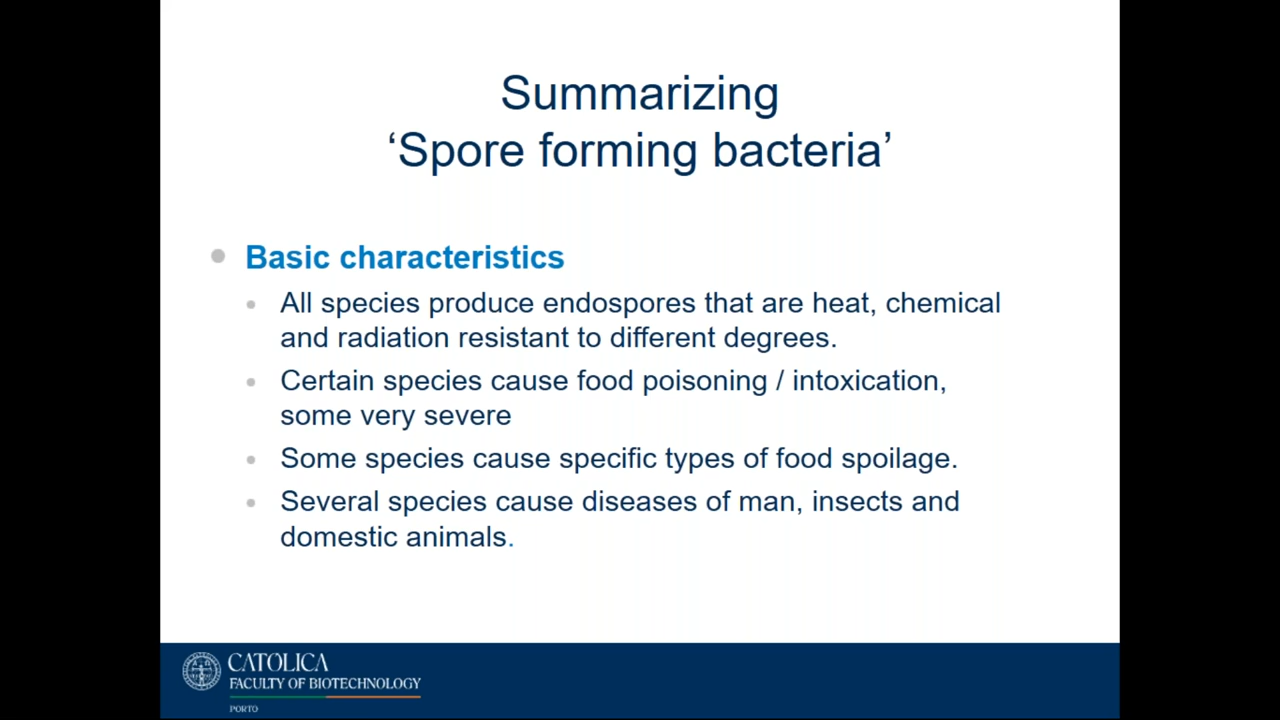 Summarizing
‘Spore forming bacteria’
Basic characteristics
All species produce endospores that are heat, chemical
and radiation resistant to different degrees.
Certain species cause food poisoning / intoxication,
some very severe
Some species cause specific types of food spoilage.
Several species cause diseases of man, insects and
domestic animals.
CATOLICA
FACULTY OF BIOTECHNOLOGY
PORTO